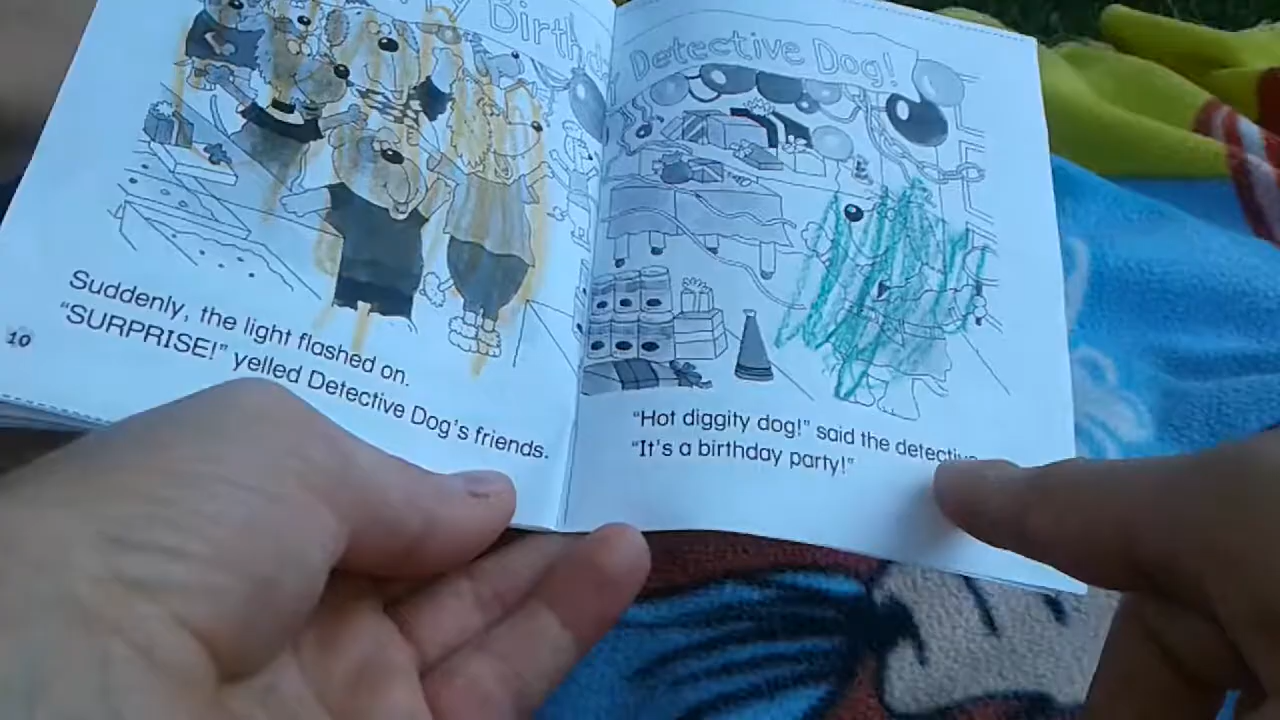 Birthday
Detective Dog!
Suddenly, the light flashed on.
"SURPRISE!" yelled Detective Dog's friends.
10
"Hot diggity dog!" said the detective.
"It's a birthday party!"